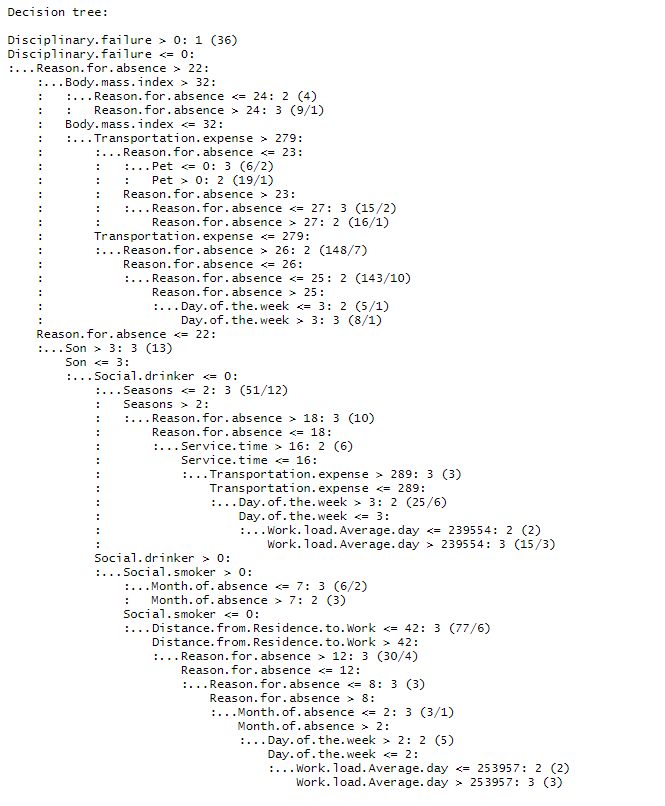 Decision tree:

Disciplinary.failure > 0: 1 (36)
Disciplinary.failure <= 0:
:...Reason.for.absence > 22:
    :...Body.mass.index > 32:
    :   :...Reason.for.absence <= 24: 2 (4)
    :   :   Reason.for.absence > 24: 3 (9/1)
    :   Body.mass.index <= 32:
    :   :...Transportation.expense > 279:
    :       :...Reason.for.absence <= 23:
    :       :   :...Pet <= 0: 3 (6/2)
    :       :   :   Pet > 0: 2 (19/1)
    :       :   Reason.for.absence > 23:
    :       :   :...Reason.for.absence <= 27: 3 (15/2)
    :       :       Reason.for.absence > 27: 2 (16/1)
    :       Transportation.expense <= 279:
    :       :...Reason.for.absence > 26: 2 (148/7)
    :           Reason.for.absence <= 26:
    :           :...Reason.for.absence <= 25: 2 (143/10)
    :               Reason.for.absence > 25:
    :               :...Day.of.the.week <= 3: 2 (5/1)
    :                   Day.of.the.week > 3: 3 (8/1)
    Reason.for.absence <= 22:
    :...Son > 3: 3 (13)
        Son <= 3:
        :...Social.drinker <= 0:
            :...Seasons <= 2: 3 (51/12)
            :   Seasons > 2:
            :   :...Reason.for.absence > 18: 3 (10)
            :       Reason.for.absence <= 18:
            :       :...Service.time > 16: 2 (6)
            :           Service.time <= 16:
            :           :...Transportation.expense > 289: 3 (3)
            :               Transportation.expense <= 289:
            :               :...Day.of.the.week > 3: 2 (25/6)
            :                   Day.of.the.week <= 3:
            :                   :...Work.load.Average.day <= 239554: 2 (2)
            :                       Work.load.Average.day > 239554: 3 (15/3)
            Social.drinker > 0:
            :...Social.smoker > 0:
                :...Month.of.absence <= 7: 3 (6/2)
                :   Month.of.absence > 7: 2 (3)
                Social.smoker <= 0:
                :...Distance.from.Residence.to.Work <= 42: 3 (77/6)
                    Distance.from.Residence.to.Work > 42:
                    :...Reason.for.absence > 12: 3 (30/4)
                        Reason.for.absence <= 12:
                        :...Reason.for.absence <= 8: 3 (3)
                            Reason.for.absence > 8:
                            :...Month.of.absence <= 2: 3 (3/1)
                                Month.of.absence > 2:
                                :...Day.of.the.week > 2: 2 (5)
                                    Day.of.the.week <= 2:
                                    :...Work.load.Average.day <= 253957: 2 (2)
                                        Work.load.Average.day > 253957: 3 (3)